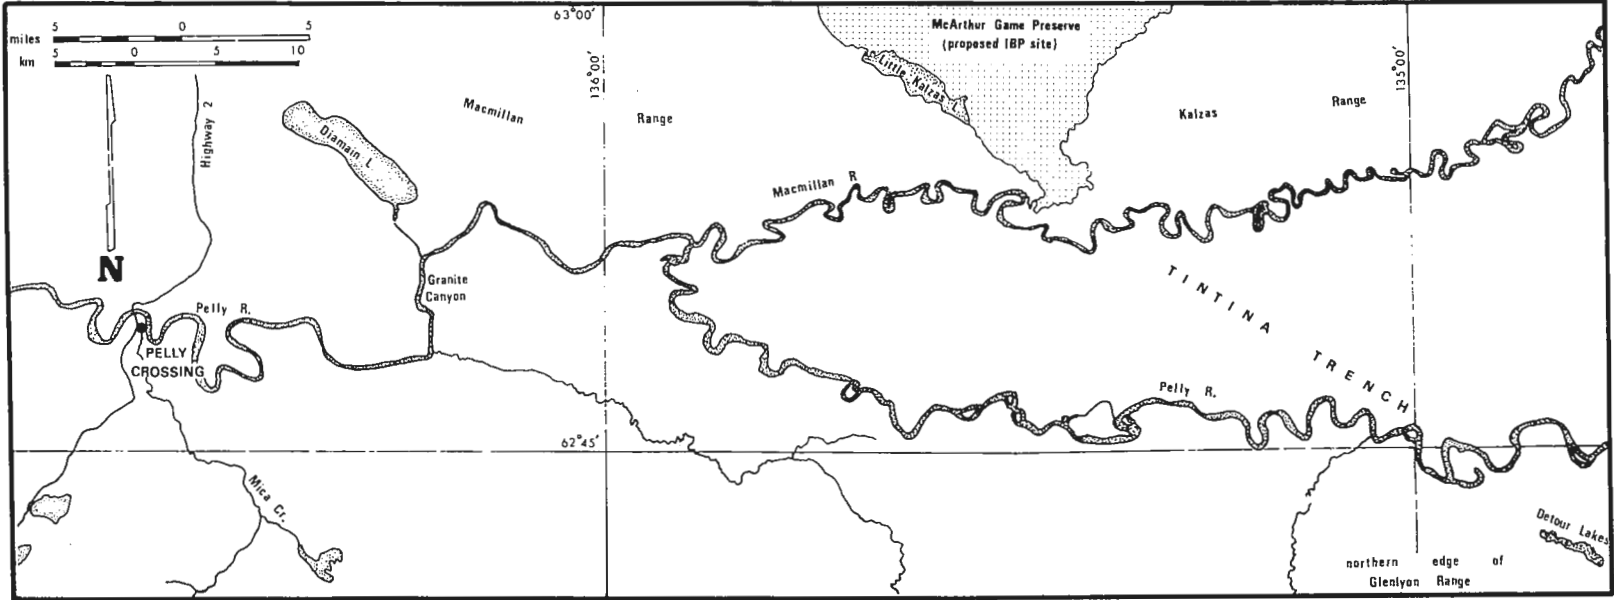 5 0 5
miles
5 0 5 10
km
63°00'
136°00'
135°00'
McArthur Game Preserve
(proposed IBP site)
Little Kalzas L
Highway 2
Diamain L
Macmillan
Range
Kalzas
Range
Macmillan R
N
Granite
Canyon
Pelly R.
PELLY
CROSSING
TINTINA
TRENCH
Pelly R.
62°45'
Mica Cr.
Detour Lakes
northern edge of
Glenlyon Range